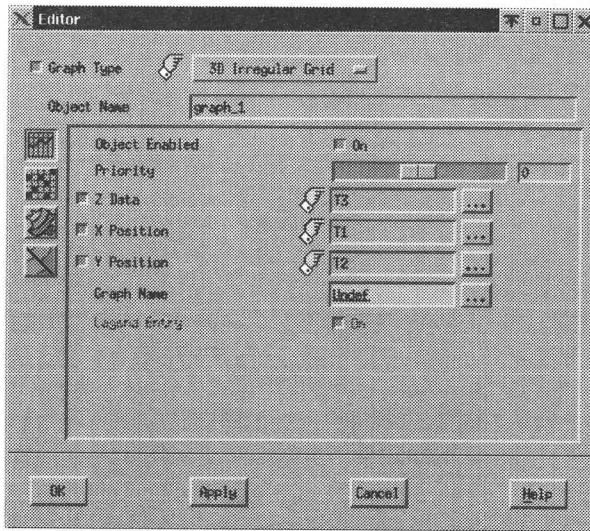 Editor
Graph Type 3D Irregular Grid
Object Name graph_1
Object Enabled On
Priority 0
Z Data T3 ...
X Position T1 ...
Y Position T2 ...
Graph Name Undef. ...
Legend Entry On
OK Apply Cancel Help